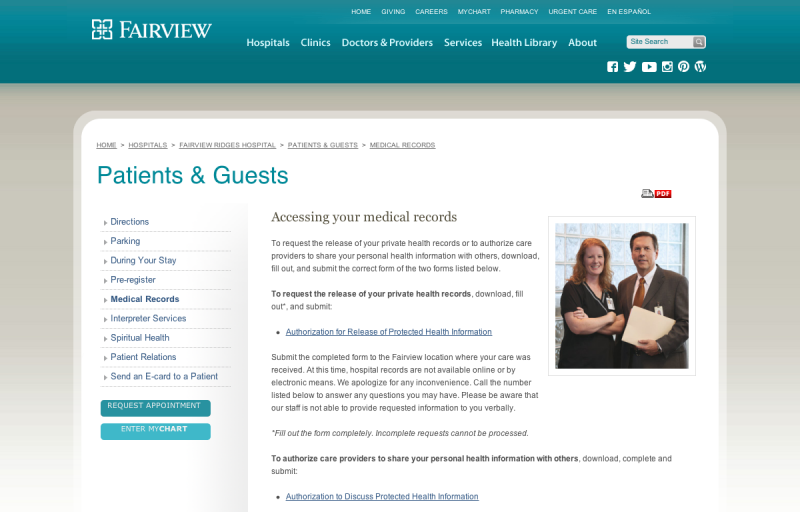 HOME GIVING CAREERS MYCHART PHARMACY URGENT CARE EN ESPAÑOL
FAIRVIEW
Hospitals Clinics Doctors & Providers Services Health Library About
Site Search
HOME > HOSPITALS > FAIRVIEW RIDGES HOSPITAL > PATIENTS & GUESTS > MEDICAL RECORDS
Patients & Guests
PDF
Directions
Parking
During Your Stay
Pre-register
Medical Records
Interpreter Services
Spiritual Health
Patient Relations
Send an E-card to a Patient
REQUEST APPOINTMENT
ENTER MYCHART
Accessing your medical records
To request the release of your private health records or to authorize care
providers to share your personal health information with others, download,
fill out, and submit the correct form of the two forms listed below.
To request the release of your private health records, download, fill
out*, and submit:
• Authorization for Release of Protected Health Information
Submit the completed form to the Fairview location where your care was
received. At this time, hospital records are not available online or by
electronic means. We apologize for any inconvenience. Call the number
listed below to answer any questions you may have. Please be aware that
our staff is not able to provide requested information to you verbally.
*Fill out the form completely. Incomplete requests cannot be processed.
To authorize care providers to share your personal health information with others, download, complete and
submit:
• Authorization to Discuss Protected Health Information